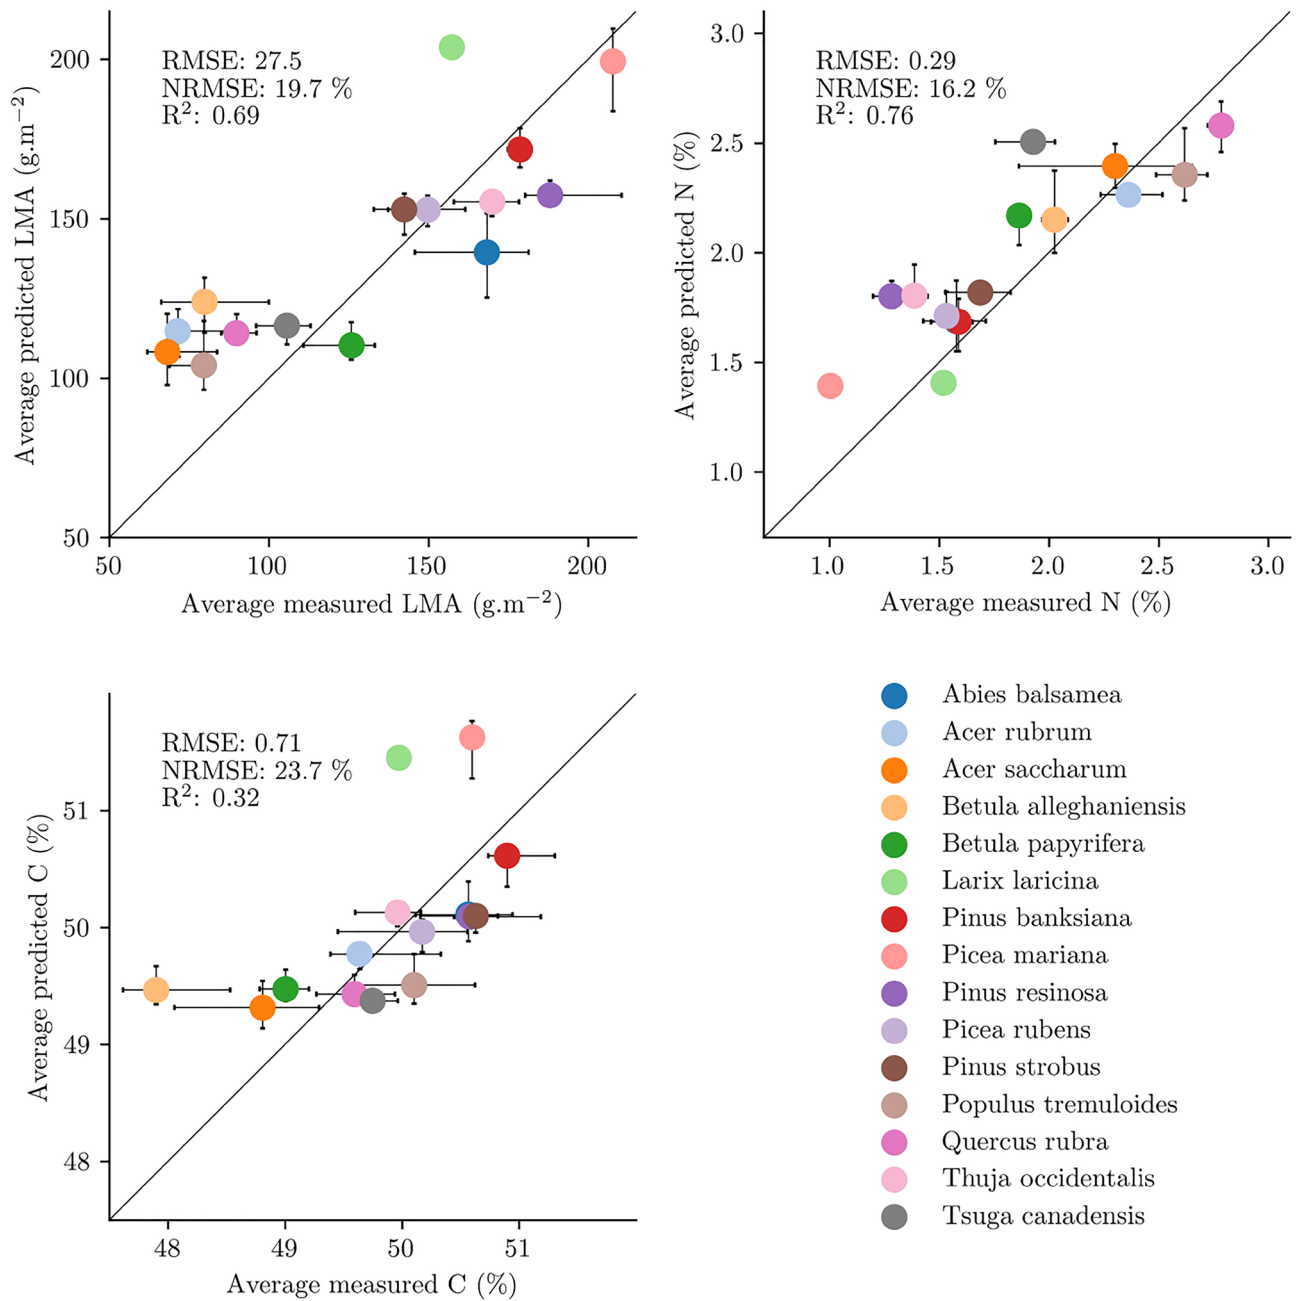 RMSE: 27.5
NRMSE: 19.7 %
R²: 0.69
200
150
100
50
50 100 150 200
Average predicted LMA (g.m⁻²)
Average measured LMA (g.m⁻²)
RMSE: 0.29
NRMSE: 16.2 %
R²: 0.76
3.0
2.5
2.0
1.5
1.0
1.0 1.5 2.0 2.5 3.0
Average predicted N (%)
Average measured N (%)
RMSE: 0.71
NRMSE: 23.7 %
R²: 0.32
51
50
49
48
48 49 50 51
Average predicted C (%)
Average measured C (%)
Abies balsamea
Acer rubrum
Acer saccharum
Betula alleghaniensis
Betula papyrifera
Larix laricina
Pinus banksiana
Picea mariana
Pinus resinosa
Picea rubens
Pinus strobus
Populus tremuloides
Quercus rubra
Thuja occidentalis
Tsuga canadensis